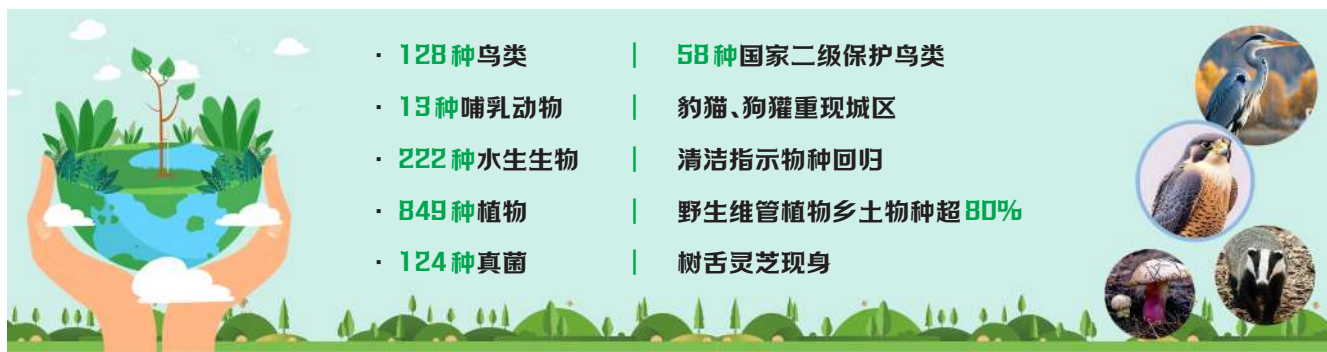 · 128种鸟类 | 58种国家二级保护鸟类
· 13种哺乳动物 | 豹猫、狗獾重现城区
· 222种水生生物 | 清洁指示物种回归
· 849种植物 | 野生维管植物乡土物种超80%
· 124种真菌 | 树舌灵芝现身